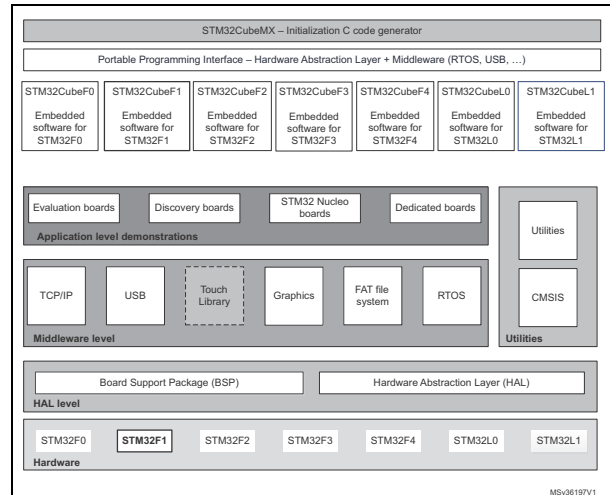 STM32CubeMX – Initialization C code generator
Portable Programming Interface – Hardware Abstraction Layer + Middleware (RTOS, USB, …)
STM32CubeF0
Embedded
software for
STM32F0
STM32CubeF1
Embedded
software for
STM32F1
STM32CubeF2
Embedded
software for
STM32F2
STM32CubeF3
Embedded
software for
STM32F3
STM32CubeF4
Embedded
software for
STM32F4
STM32CubeL0
Embedded
software for
STM32L0
STM32CubeL1
Embedded
software for
STM32L1
Evaluation boards
Discovery boards
STM32 Nucleo
boards
Dedicated boards
Application level demonstrations
TCP/IP
USB
Touch
Library
Graphics
FAT file
system
RTOS
Middleware level
Utilities
CMSIS
Utilities
Board Support Package (BSP)
Hardware Abstraction Layer (HAL)
HAL level
STM32F0
STM32F1
STM32F2
STM32F3
STM32F4
STM32L0
STM32L1
Hardware
MSv36197V1